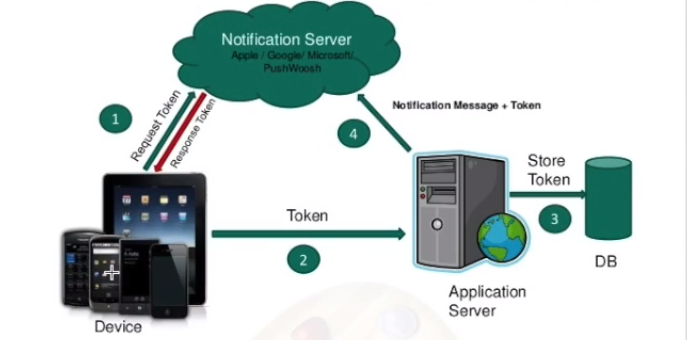 Notification Server
Apple / Google/ Microsoft/
PushWoosh
1
Request Token
Response Token
4
Notification Message + Token
Store
Token
3
Token
2
DB
Application
Server
Device